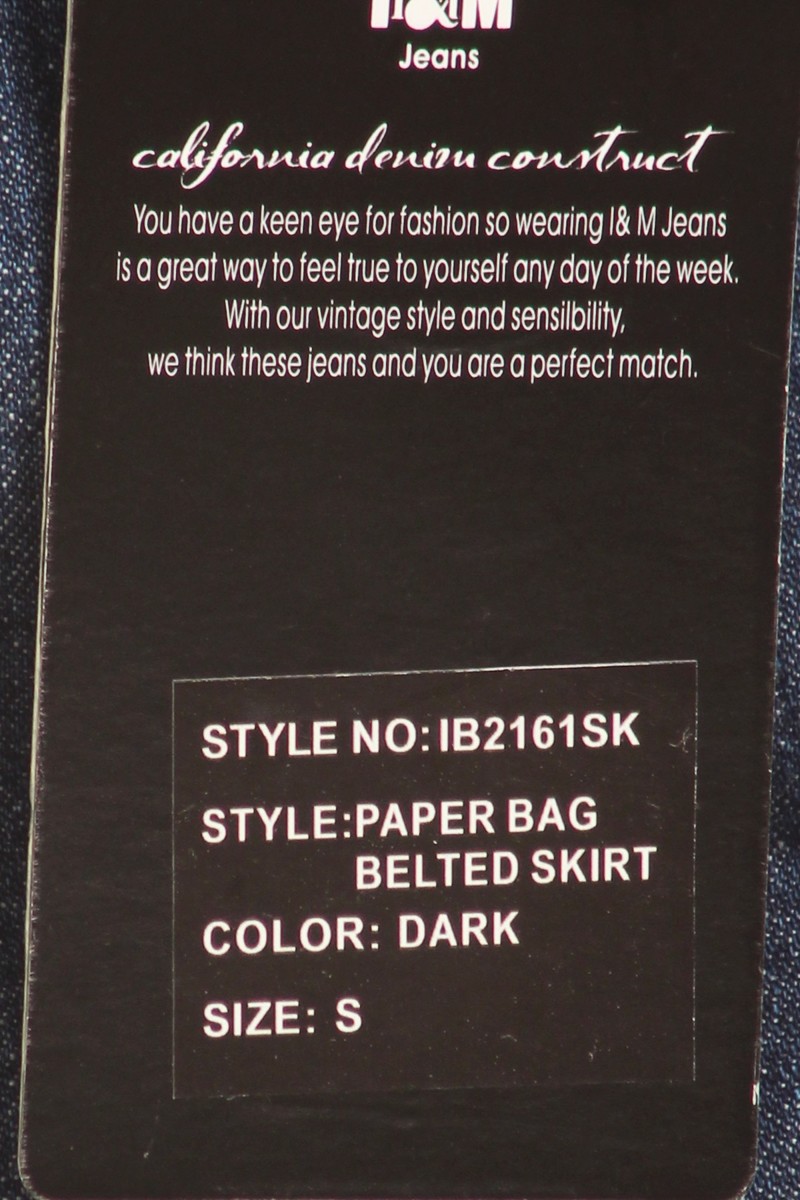 I&M
Jeans
california denim construct
You have a keen eye for fashion so wearing I& M Jeans
is a great way to feel true to yourself any day of the week.
With our vintage style and sensilbility,
we think these jeans and you are a perfect match.
STYLE NO: IB2161SK
STYLE:PAPER BAG
BELTED SKIRT
COLOR: DARK
SIZE: S